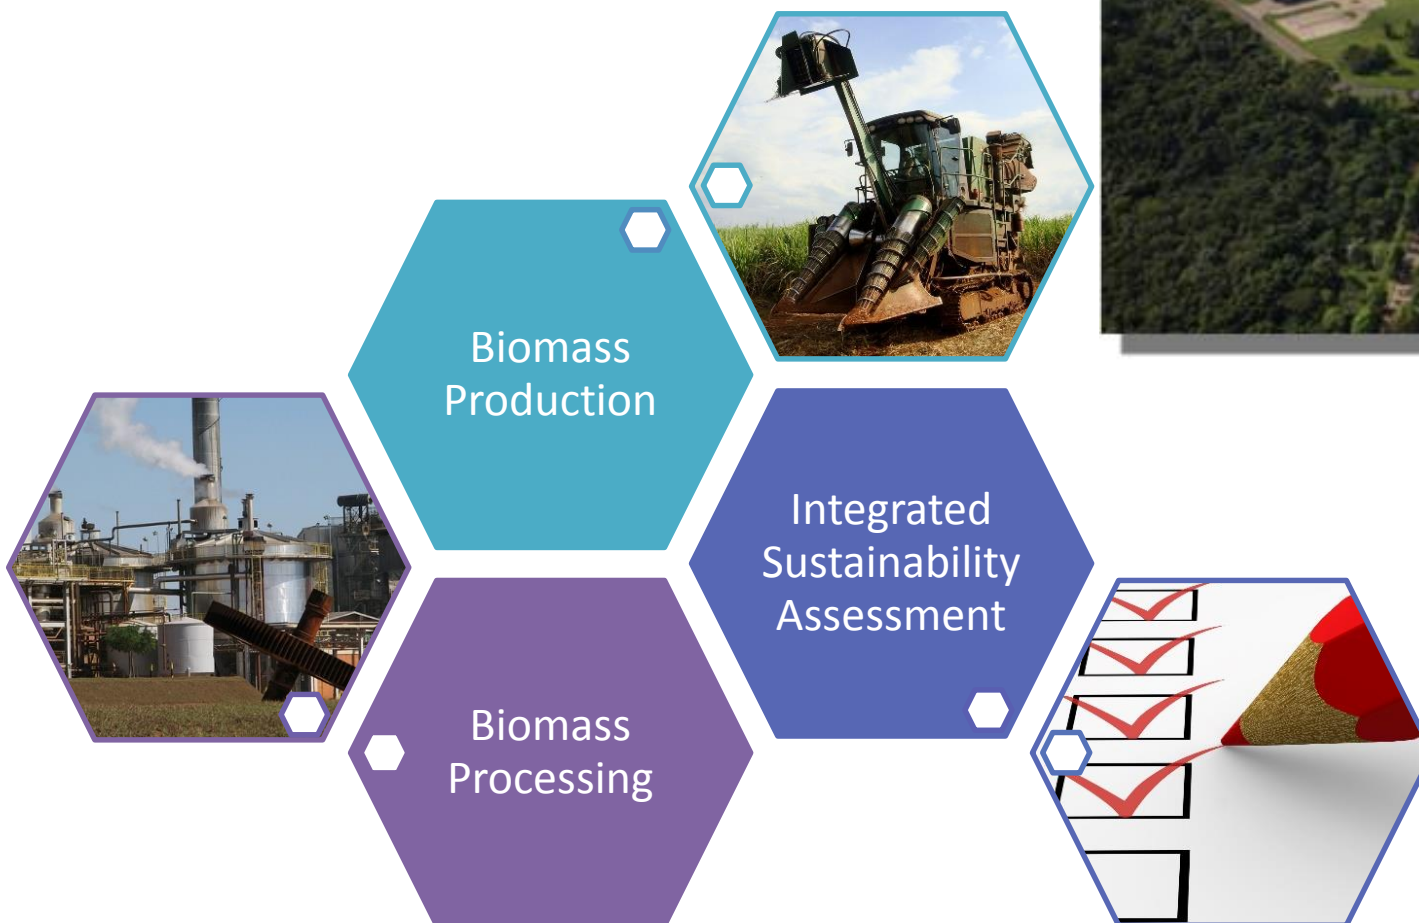 Biomass
Production
Integrated
Sustainability
Assessment
Biomass
Processing